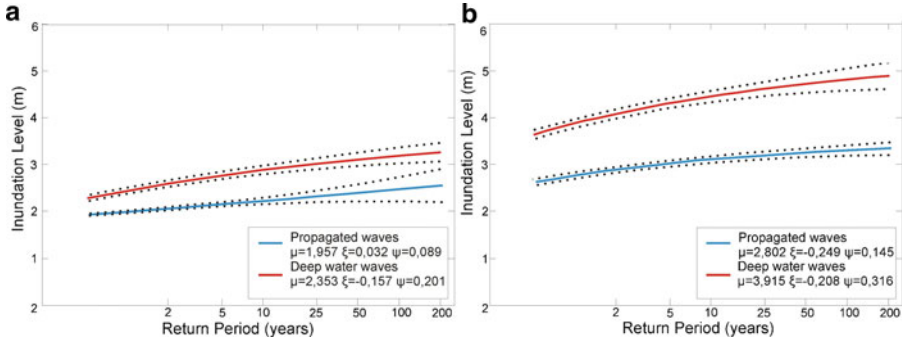 a
Inundation Level (m)
6
5
4
3
2
1
2
2 5 10 25 50 100 200
Return Period (years)
Propagated waves
μ=1,957 ξ=0,032 ψ=0,089
Deep water waves
μ=2,353 ξ=-0,157 ψ=0,201
b
Inundation Level (m)
6
5
4
3
2
1
2
2 5 10 25 50 100 200
Return Period (years)
Propagated waves
μ=2,802 ξ=-0,249 ψ=0,145
Deep water waves
μ=3,915 ξ=-0,208 ψ=0,316